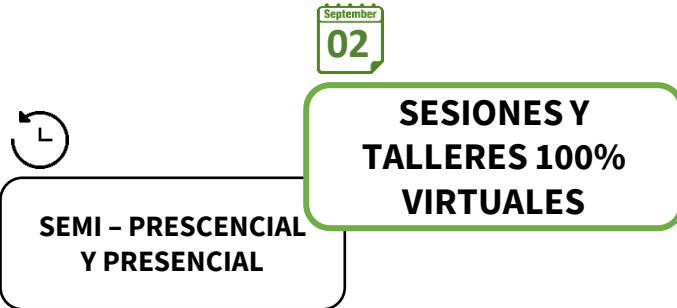 September
02
SESIONES Y
TALLERES 100%
VIRTUALES
SEMI – PRESCENCIAL
Y PRESENCIAL